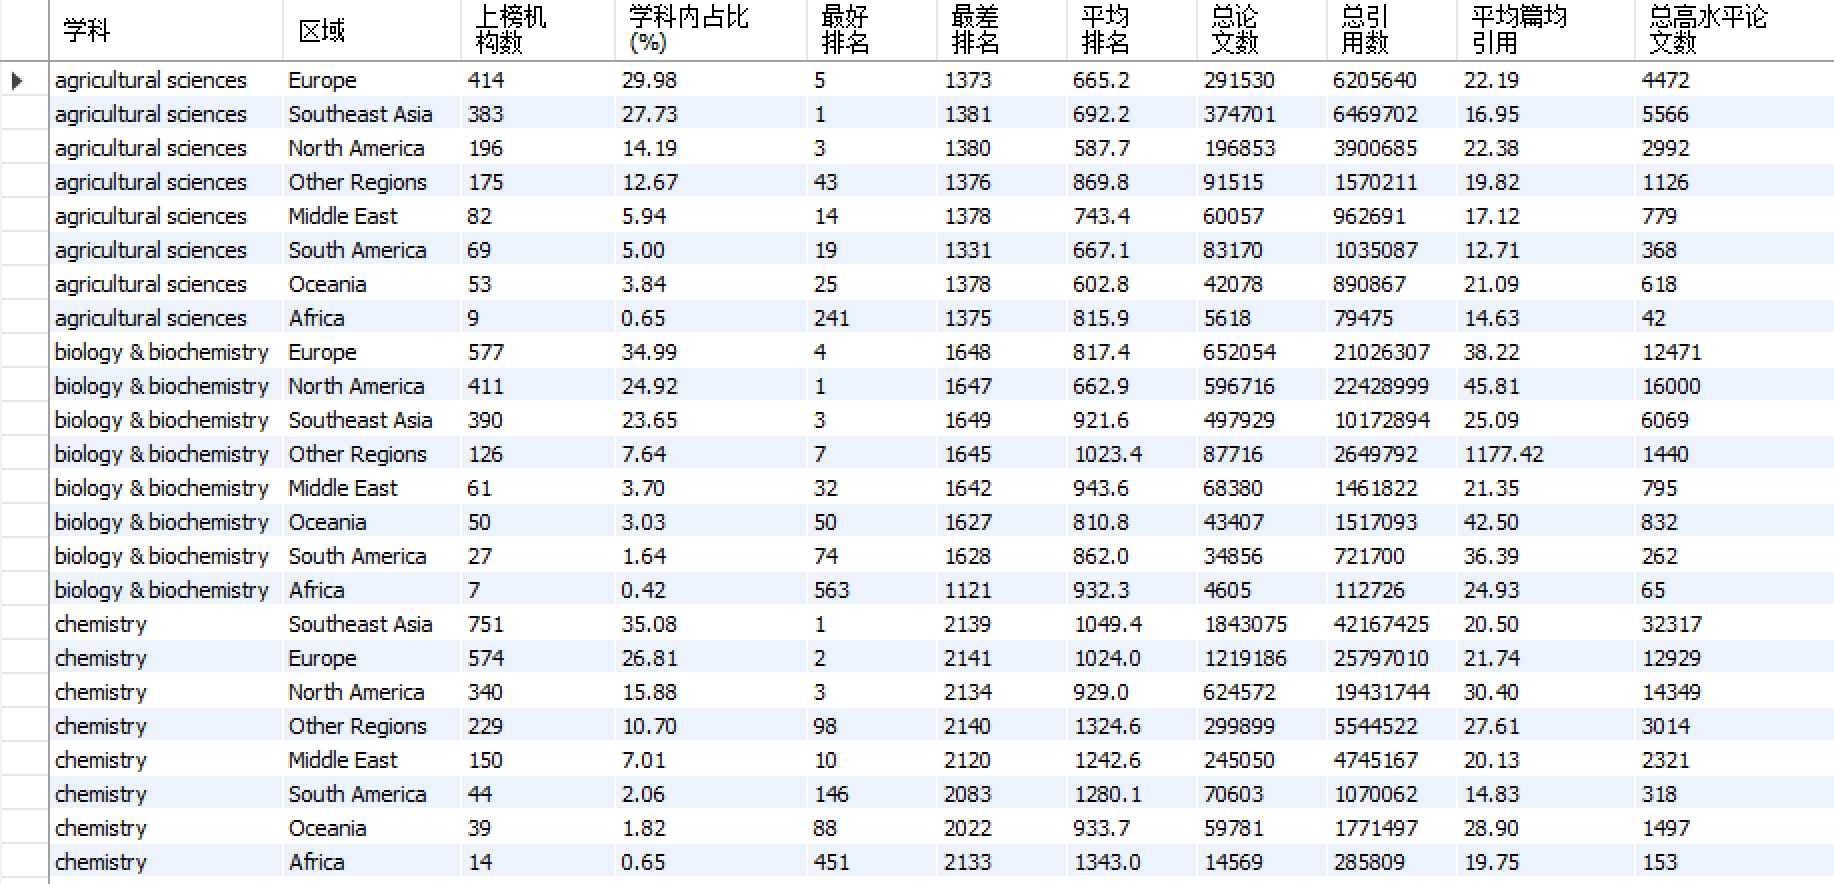 学科 区域 上榜机构数 学科内占比(%) 最好排名 最差排名 平均排名 总论文数 总引用数 平均篇均引用 总高水平论文数
agricultural sciences Europe 414 29.98 5 1373 665.2 291530 6205640 22.19 4472
agricultural sciences Southeast Asia 383 27.73 1 1381 692.2 374701 6469702 16.95 5566
agricultural sciences North America 196 14.19 3 1380 587.7 196853 3900685 22.38 2992
agricultural sciences Other Regions 175 12.67 43 1376 869.8 91515 1570211 19.82 1126
agricultural sciences Middle East 82 5.94 14 1378 743.4 60057 962691 17.12 779
agricultural sciences South America 69 5.00 19 1331 667.1 83170 1035087 12.71 368
agricultural sciences Oceania 53 3.84 25 1378 602.8 42078 890867 21.09 618
agricultural sciences Africa 9 0.65 241 1375 815.9 5618 79475 14.63 42
biology & biochemistry Europe 577 34.99 4 1648 817.4 652054 21026307 38.22 12471
biology & biochemistry North America 411 24.92 1 1647 662.9 596716 22428999 45.81 16000
biology & biochemistry Southeast Asia 390 23.65 3 1649 921.6 497929 10172894 25.09 6069
biology & biochemistry Other Regions 126 7.64 7 1645 1023.4 87716 2649792 1177.42 1440
biology & biochemistry Middle East 61 3.70 32 1642 943.6 68380 1461822 21.35 795
biology & biochemistry Oceania 50 3.03 50 1627 810.8 43407 1517093 42.50 832
biology & biochemistry South America 27 1.64 74 1628 862.0 34856 721700 36.39 262
biology & biochemistry Africa 7 0.42 563 1121 932.3 4605 112726 24.93 65
chemistry Southeast Asia 751 35.08 1 2139 1049.4 1843075 42167425 20.50 32317
chemistry Europe 574 26.81 2 2141 1024.0 1219186 25797010 21.74 12929
chemistry North America 340 15.88 3 2134 929.0 624572 19431744 30.40 14349
chemistry Other Regions 229 10.70 98 2140 1324.6 299899 5544522 27.61 3014
chemistry Middle East 150 7.01 10 2120 1242.6 245050 4745167 20.13 2321
chemistry South America 44 2.06 146 2083 1280.1 70603 1070062 14.83 318
chemistry Oceania 39 1.82 88 2022 933.7 59781 1771497 28.90 1497
chemistry Africa 14 0.65 451 2133 1343.0 14569 285809 19.75 153